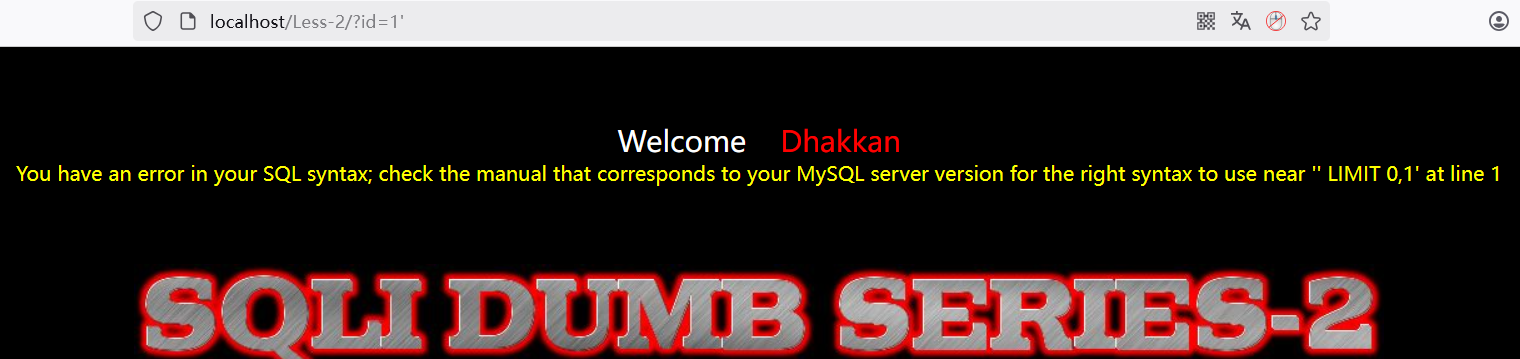 localhost/Less-2/?id=1'
Welcome Dhakkan
You have an error in your SQL syntax; check the manual that corresponds to your MySQL server version for the right syntax to use near '' LIMIT 0,1' at line 1
SQLI DUMB SERIES-2